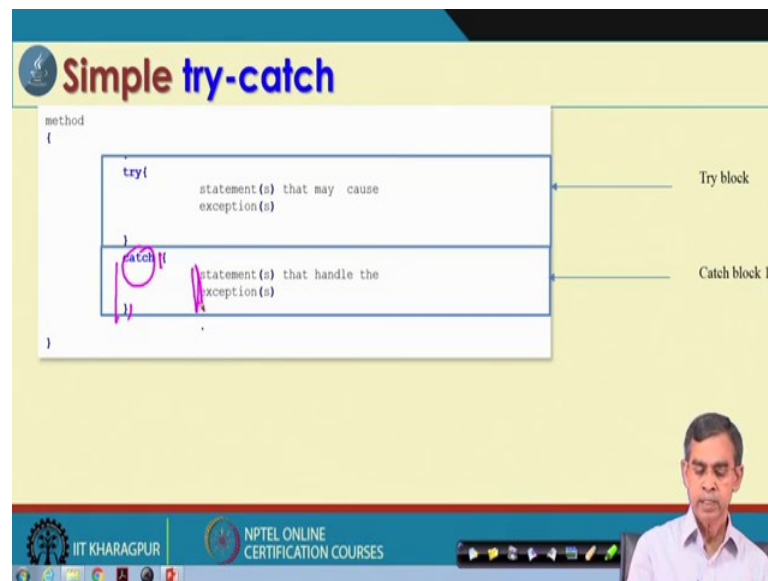 Simple try-catch
method
{
try{
statement(s) that may cause
exception(s)
}
catch {
statement(s) that handle the
exception(s)
}
.
}
Try block
Catch block 1
IIT KHARAGPUR
NPTEL ONLINE
CERTIFICATION COURSES